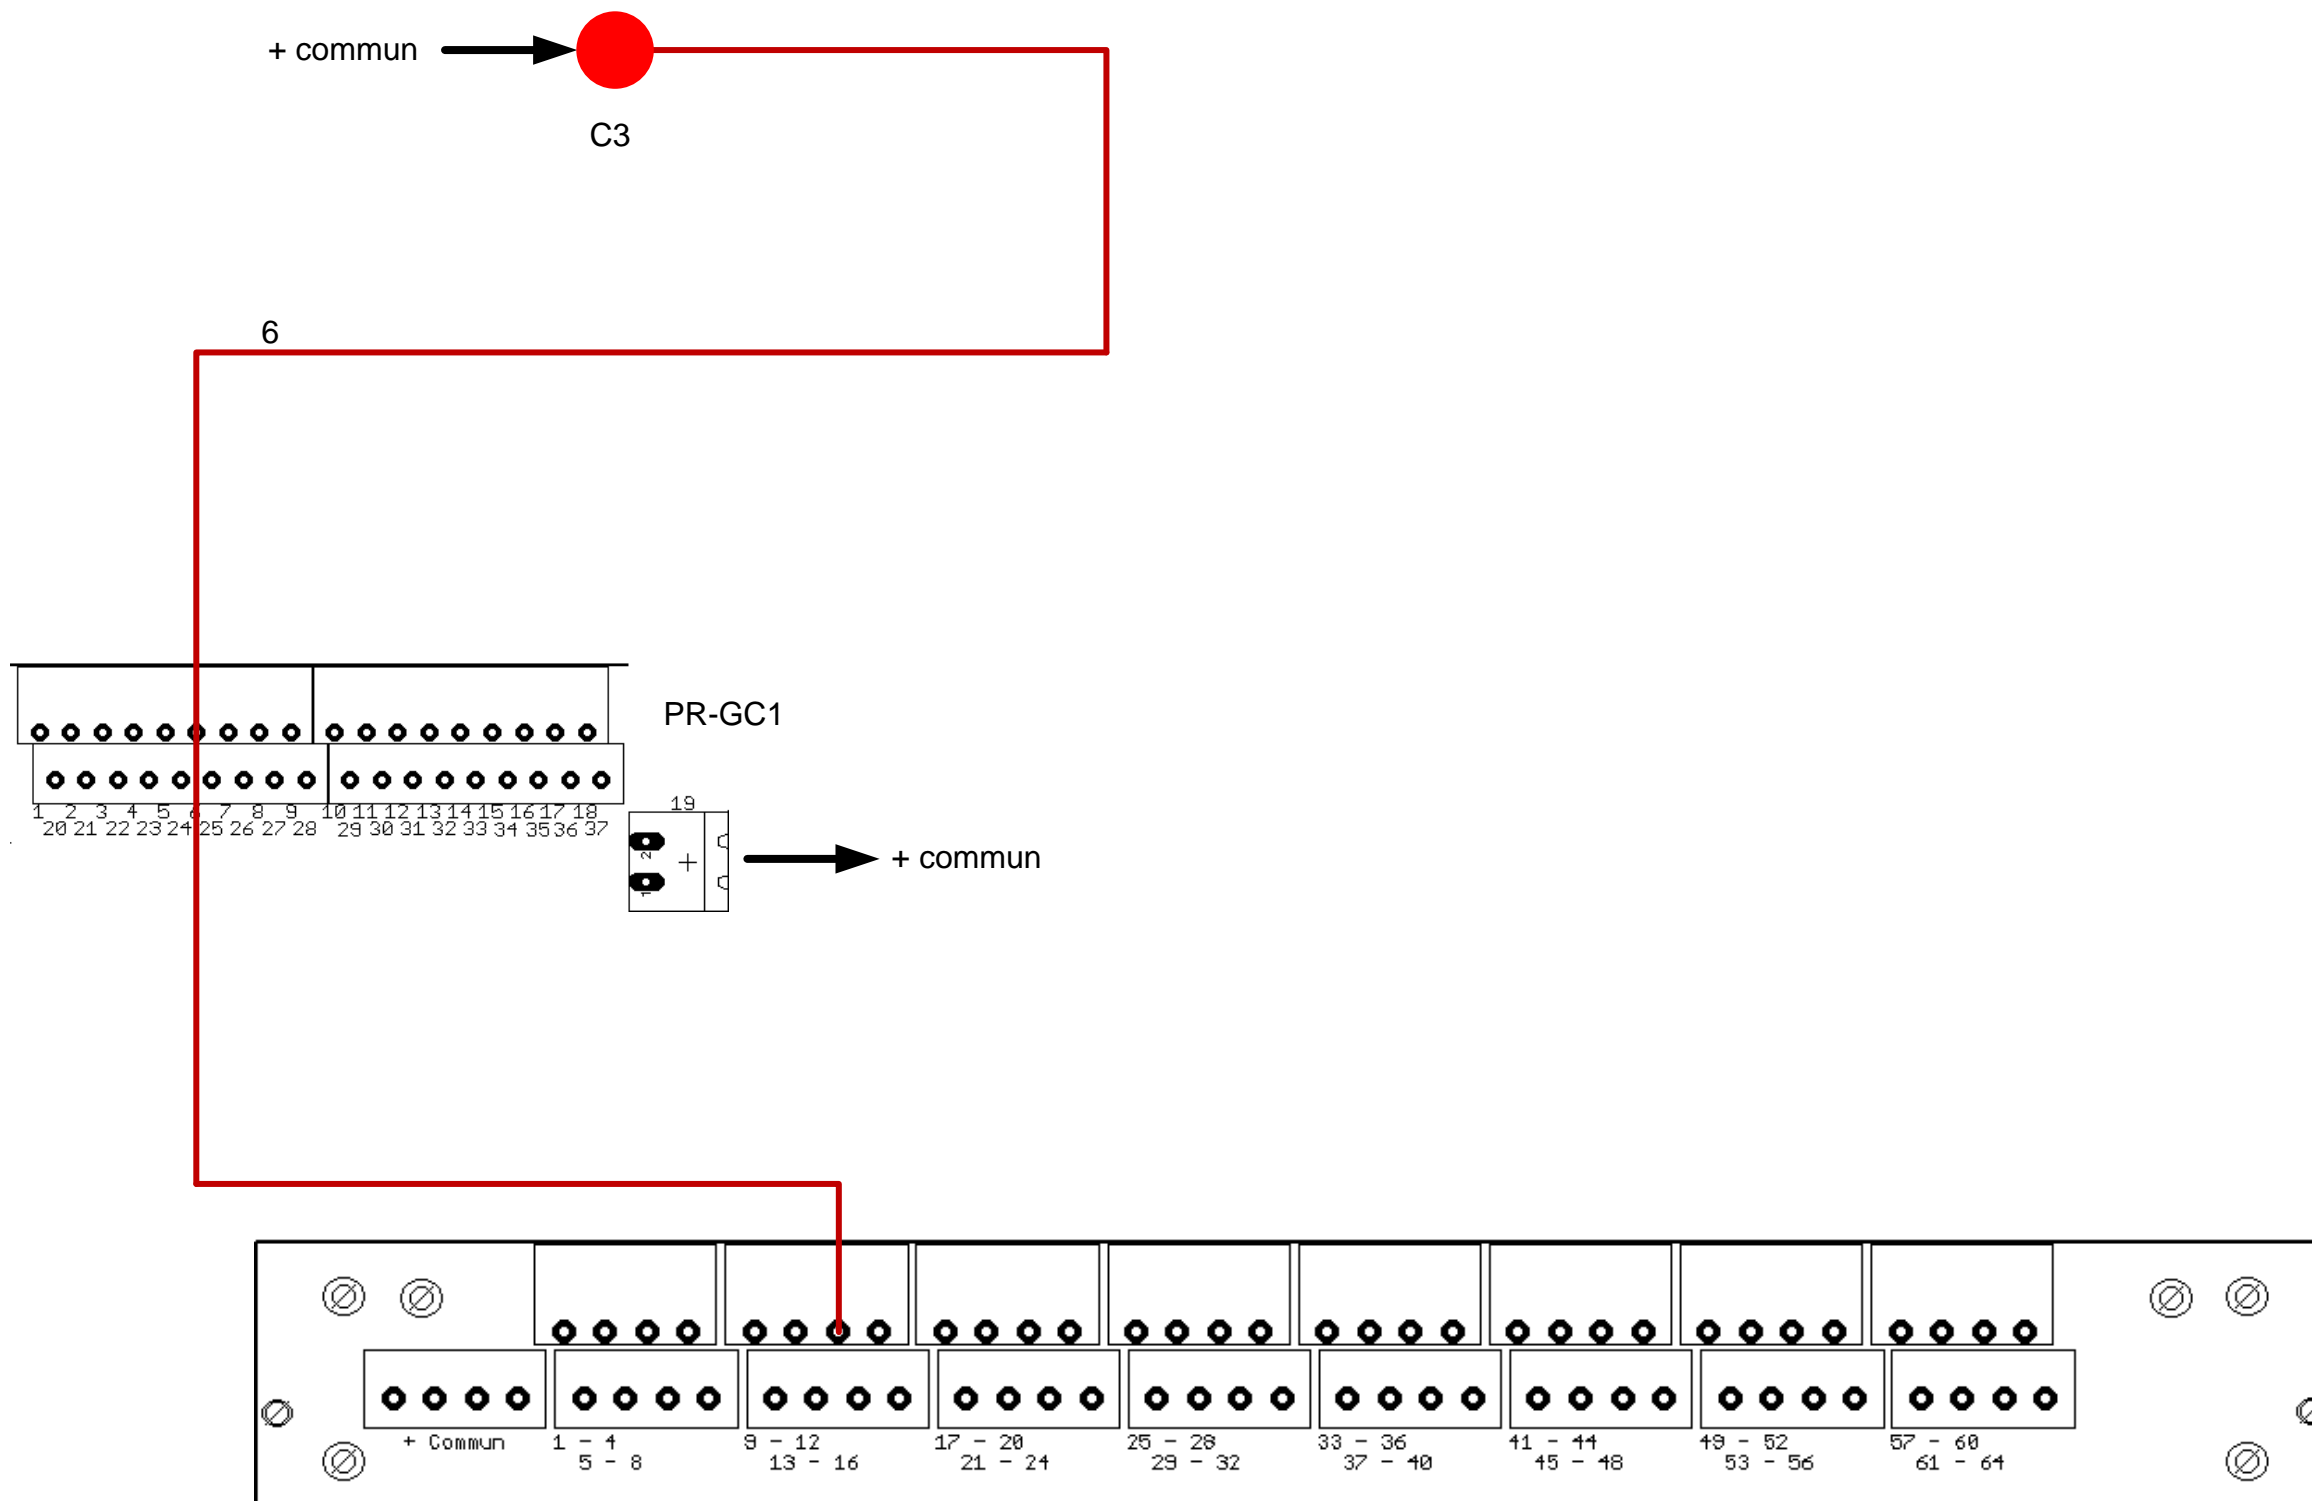 + commun
C3
6
PR-GC1
1 2 3 4 5 6 7 8 9 10 11 12 13 14 15 16 17 18
20 21 22 23 24 25 26 27 28 29 30 31 32 33 34 35 36 37
19
2
+
1
+ commun
+ Commun 1 - 4 9 - 12 17 - 20 25 - 28 33 - 36 41 - 44 49 - 52 57 - 60
5 - 8 13 - 16 21 - 24 29 - 32 37 - 40 45 - 48 53 - 56 61 - 64